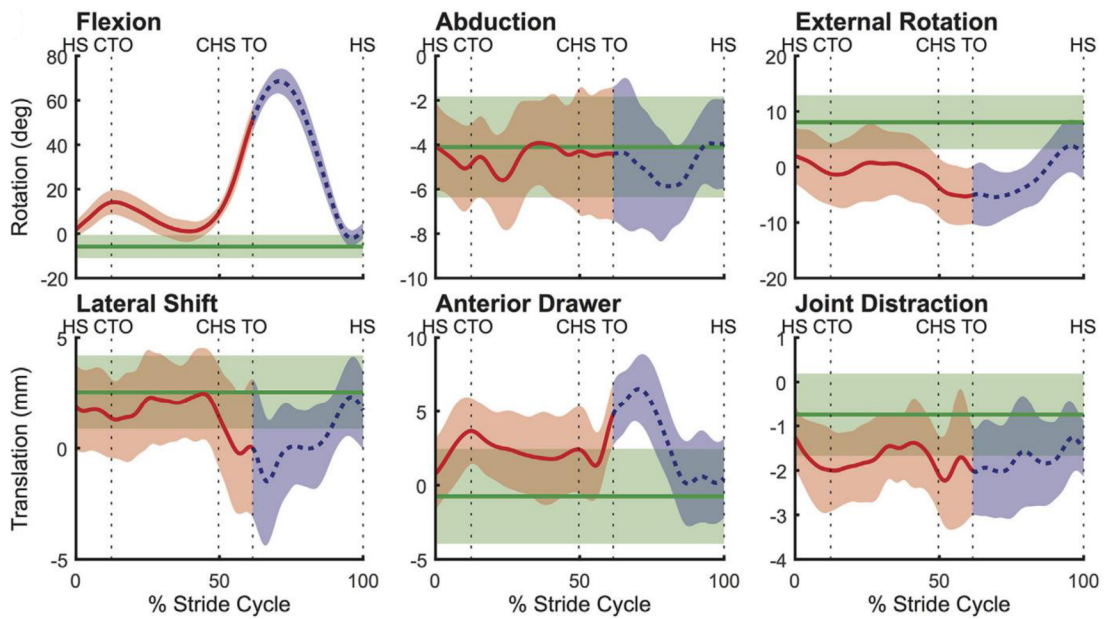 Flexion
HS CTO CHS TO HS
80
60
40
20
0
-20
Rotation (deg)
Abduction
HS CTO CHS TO HS
0
-2
-4
-6
-8
-10
External Rotation
HS CTO CHS TO HS
20
10
0
-10
-20
Lateral Shift
HS CTO CHS TO HS
5
0
-5
Translation (mm)
0 50 100
% Stride Cycle
Anterior Drawer
HS CTO CHS TO HS
10
5
0
-5
0 50 100
% Stride Cycle
Joint Distraction
HS CTO CHS TO HS
1
0
-1
-2
-3
-4
0 50 100
% Stride Cycle